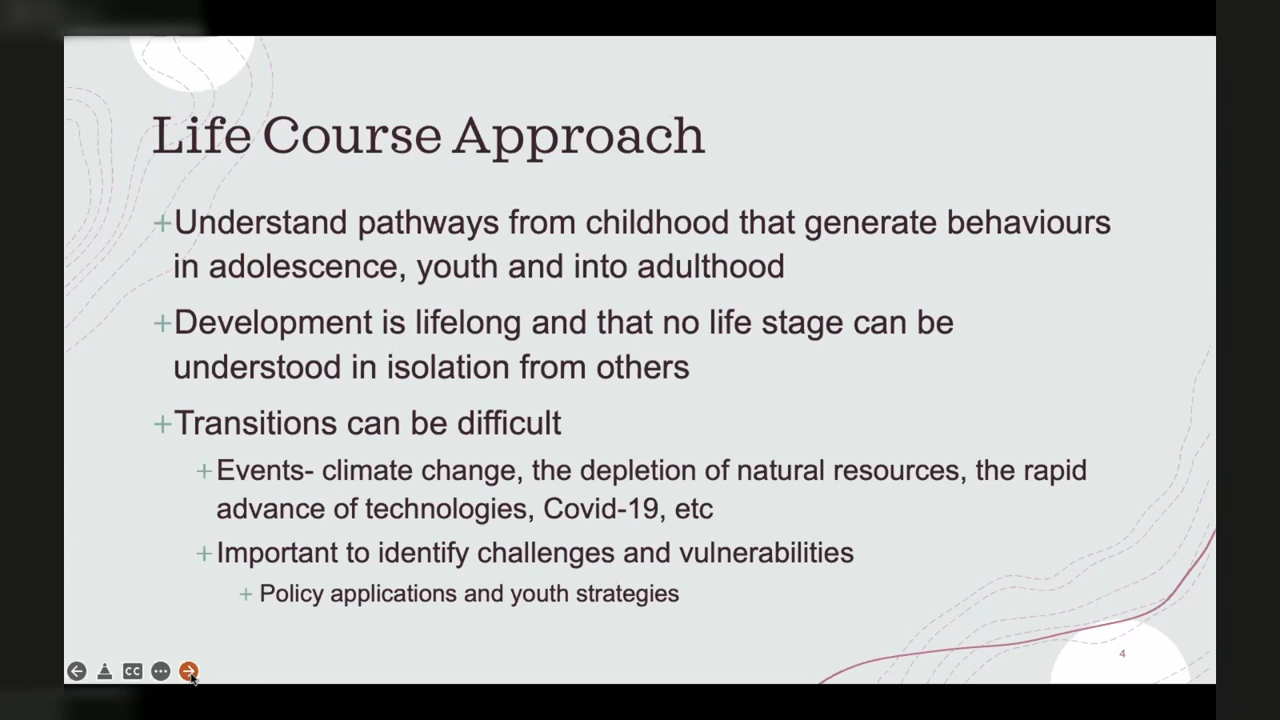 Life Course Approach
+Understand pathways from childhood that generate behaviours
in adolescence, youth and into adulthood
+Development is lifelong and that no life stage can be
understood in isolation from others
+Transitions can be difficult
+Events- climate change, the depletion of natural resources, the rapid
advance of technologies, Covid-19, etc
+Important to identify challenges and vulnerabilities
+ Policy applications and youth strategies
4
CC